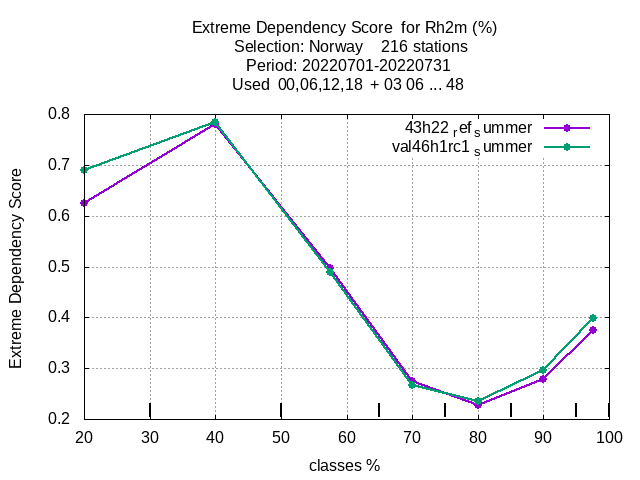 Extreme Dependency Score for Rh2m (%)
Selection: Norway 216 stations
Period: 20220701-20220731
Used 00,06,12,18 + 03 06 ... 48
43h22refsummer
val46h1rc1summer
Extreme Dependency Score
0.8
0.7
0.6
0.5
0.4
0.3
0.2
20 30 40 50 60 70 80 90 100
classes %